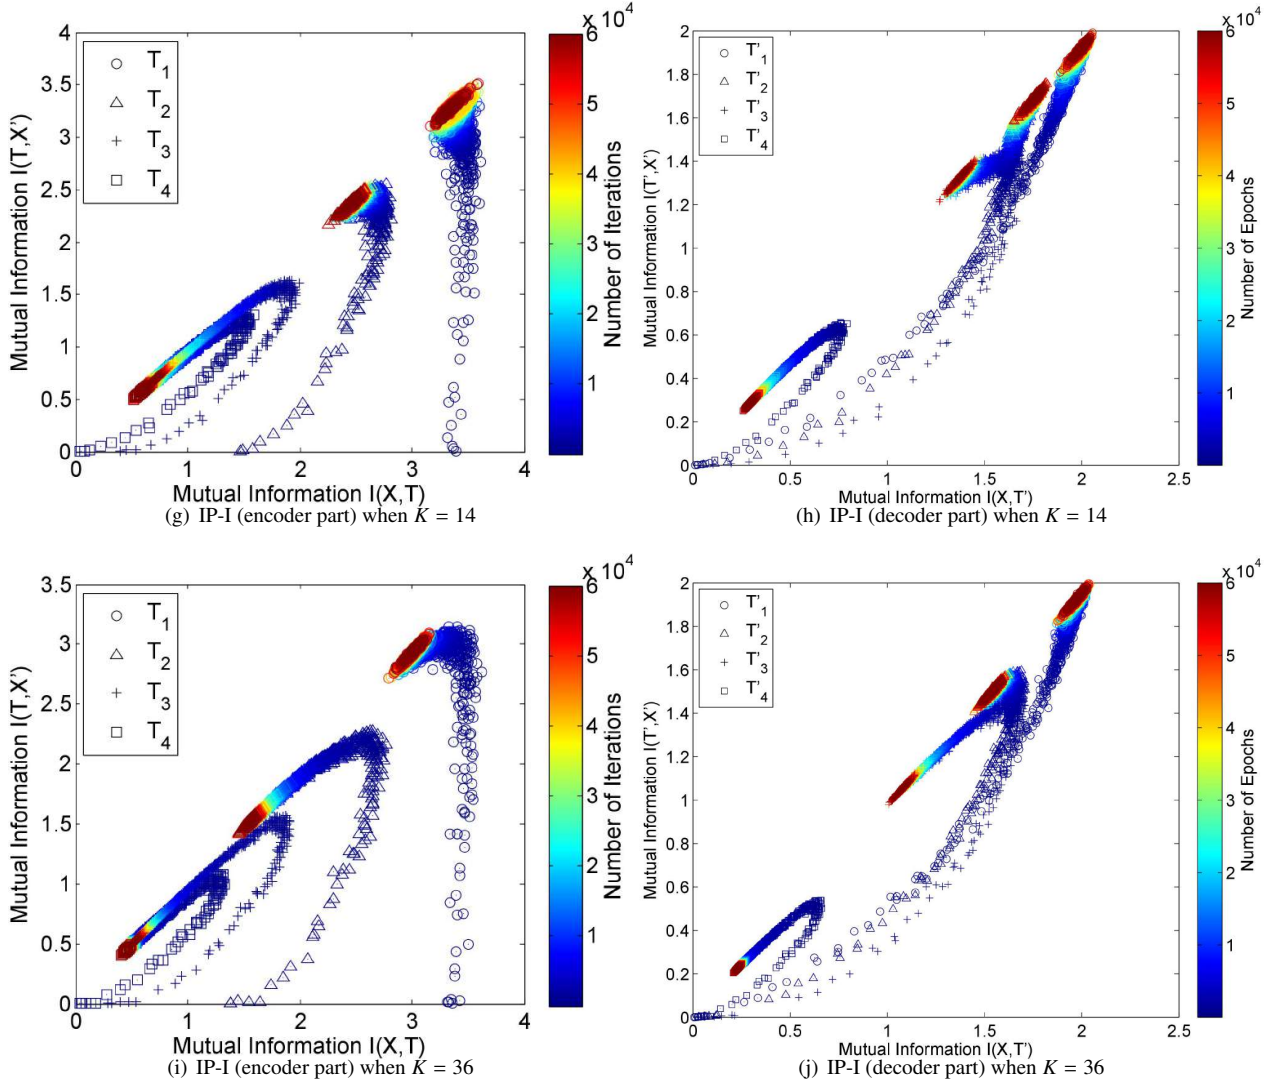 x 10^4
4
3.5
3
2.5
2
1.5
1
0.5
0
0
1
2
3
4
T1
T2
T3
T4
Mutual Information I(T,X')
Mutual Information I(X,T)
6
5
4
3
2
1
Number of Iterations
(g) IP-I (encoder part) when K = 14
x 10^4
2
1.8
1.6
1.4
1.2
1
0.8
0.6
0.4
0.2
0
0
0.5
1
1.5
2
2.5
T'1
T'2
T'3
T'4
Mutual Information I(T',X')
Mutual Information I(X,T')
6
5
4
3
2
1
Number of Epochs
(h) IP-I (decoder part) when K = 14
x 10^4
3.5
3
2.5
2
1.5
1
0.5
0
0
1
2
3
4
T1
T2
T3
T4
Mutual Information I(T,X')
Mutual Information I(X,T)
6
5
4
3
2
1
Number of Iterations
(i) IP-I (encoder part) when K = 36
x 10^4
2
1.8
1.6
1.4
1.2
1
0.8
0.6
0.4
0.2
0
0
0.5
1
1.5
2
2.5
T'1
T'2
T'3
T'4
Mutual Information I(T',X')
Mutual Information I(X,T')
6
5
4
3
2
1
Number of Epochs
(j) IP-I (decoder part) when K = 36